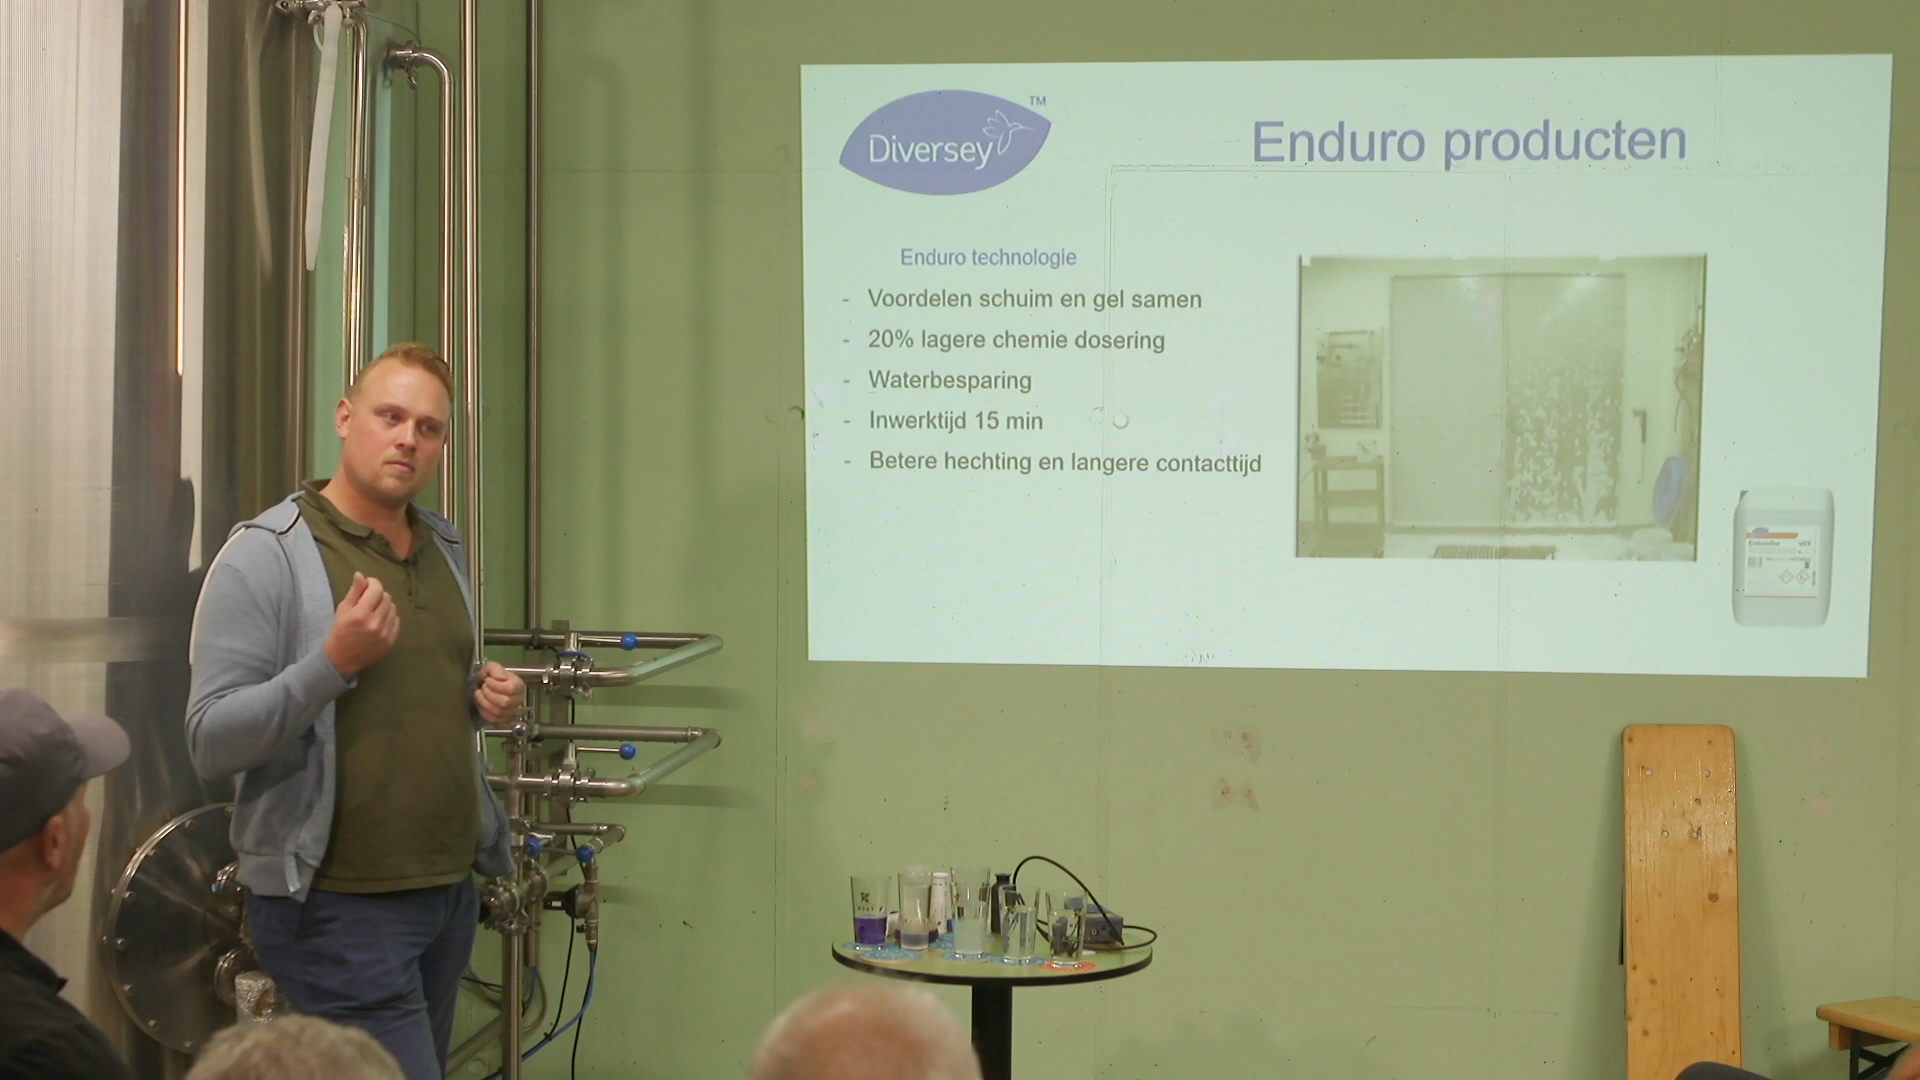 Diversey
TM
Enduro producten
Enduro technologie
- Voordelen schuim en gel samen
- 20% lagere chemie dosering
- Waterbesparing
- Inwerktijd 15 min
- Betere hechting en langere contacttijd